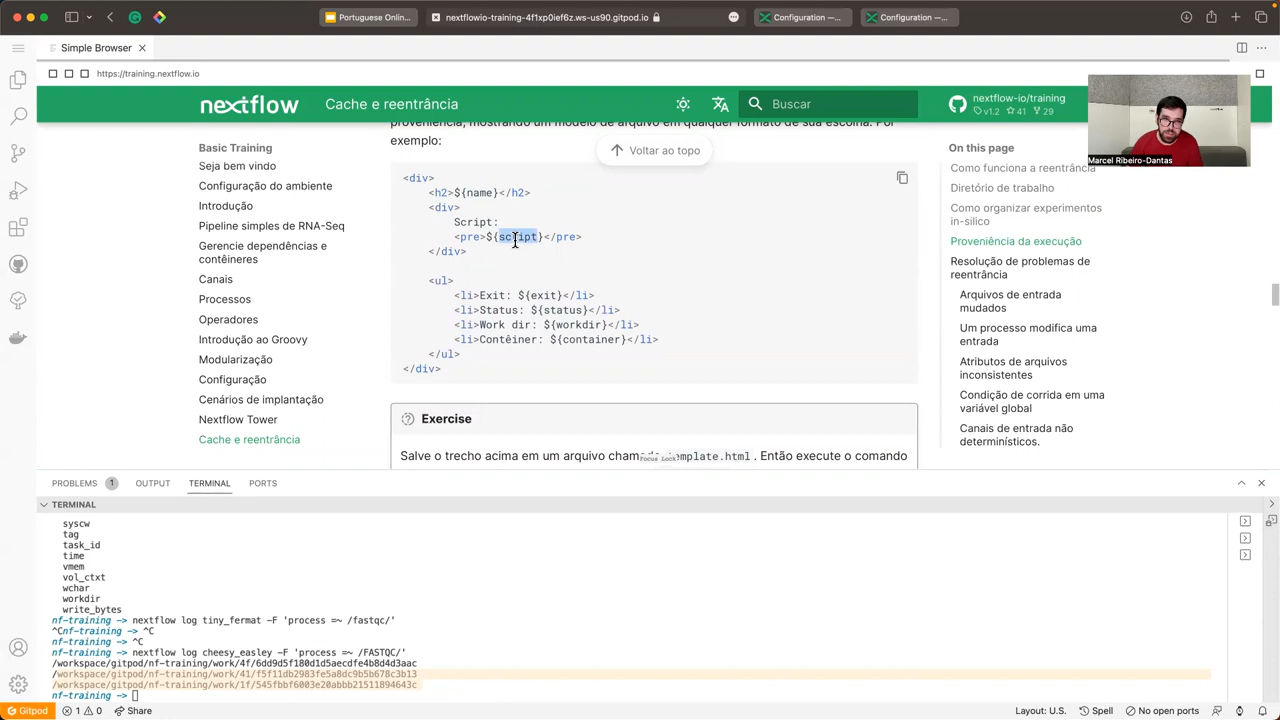 Portuguese Onlin...
nextflowio-training-4f1xp0ief6z.ws-us90.gitpod.io
Configuration —...
Configuration —...
Simple Browser
https://training.nextflow.io
nextflow
Cache e reentrância
Buscar
nextflow-io/training
v1.2 41 29
Marcel Ribeiro-Dantas
Basic Training
Seja bem vindo
Configuração do ambiente
Introdução
Pipeline simples de RNA-Seq
Gerencie dependências e
contêineres
Canais
Processos
Operadores
Introdução ao Groovy
Modularização
Configuração
Cenários de implantação
Nextflow Tower
Cache e reentrância
proveniência, mostrando um modelo de arquivo em qualquer formato de sua escolha. Por
exemplo:
Voltar ao topo
<div>
    <h2>${name}</h2>
    <div>
        Script:
        <pre>${script}</pre>
    </div>

    <ul>
        <li>Exit: ${exit}</li>
        <li>Status: ${status}</li>
        <li>Work dir: ${workdir}</li>
        <li>Contêiner: ${container}</li>
    </ul>
</div>
Exercise
Salve o trecho acima em um arquivo chamado template.html. Então execute o comando
Focus Lock
On this page
Como funciona a reentrância
Diretório de trabalho
Como organizar experimentos
in-silico
Proveniência da execução
Resolução de problemas de
reentrância
Arquivos de entrada
mudados
Um processo modifica uma
entrada
Atributos de arquivos
inconsistentes
Condição de corrida em uma
variável global
Canais de entrada não
determinísticos.
PROBLEMS 1 OUTPUT TERMINAL PORTS
TERMINAL
syscw
tag
task_id
time
vmem
vol_ctxt
wchar
workdir
write_bytes
nf-training -> nextflow log tiny_fermat -F 'process =~ /fastqc/'
^Cnf-training -> ^C
nf-training -> ^C
nf-training -> nextflow log cheesy_easley -F 'process =~ /FASTQC/'
/workspace/gitpod/nf-training/work/4f/6dd9d5f180d1d5aecdfe4b8d4d3aac
/workspace/gitpod/nf-training/work/41/f5f11db2983fe5a8dc9b5b678c3b13
/workspace/gitpod/nf-training/work/1f/545fbbf6003e20abbb21511894643c
nf-training ->
Gitpod 1 0 Share
Layout: U.S. Spell No open ports